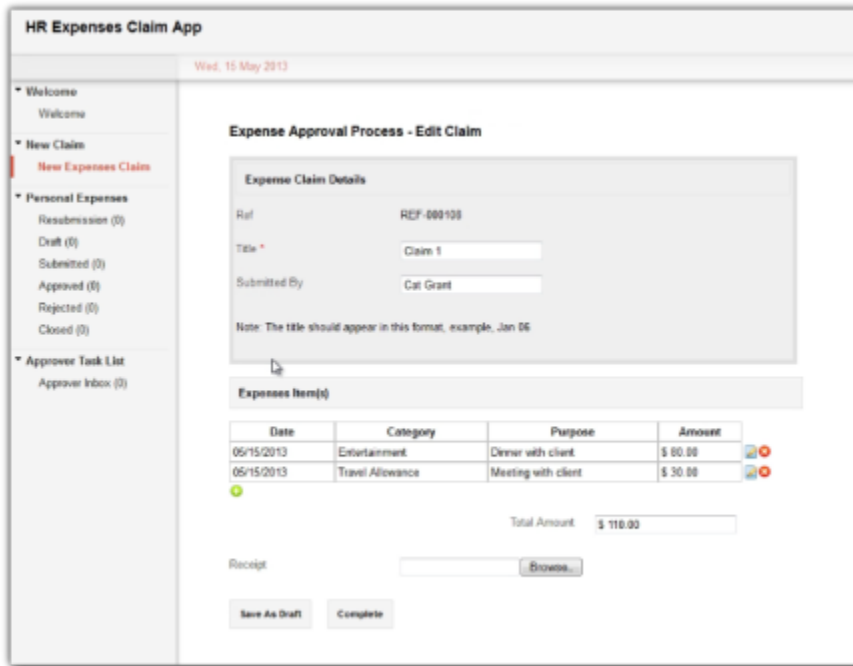 HR Expenses Claim App
Wed, 15 May 2013
Welcome
Welcome
New Claim
New Expenses Claim
Personal Expenses
Resubmission (0)
Draft (0)
Submitted (0)
Approved (0)
Rejected (0)
Closed (0)
Approver Task List
Approver Inbox (0)
Expense Approval Process - Edit Claim
Expense Claim Details
Ref REF-000108
Title * Claim 1
Submitted By Cat Grant
Note: The title should appear in this format, example, Jan 06
Expenses Item(s)
Date Category Purpose Amount
05/15/2013 Entertainment Dinner with client $ 80.00
05/15/2013 Travel Allowance Meeting with client $ 30.00
Total Amount $ 110.00
Receipt Browse..
Save As Draft Complete